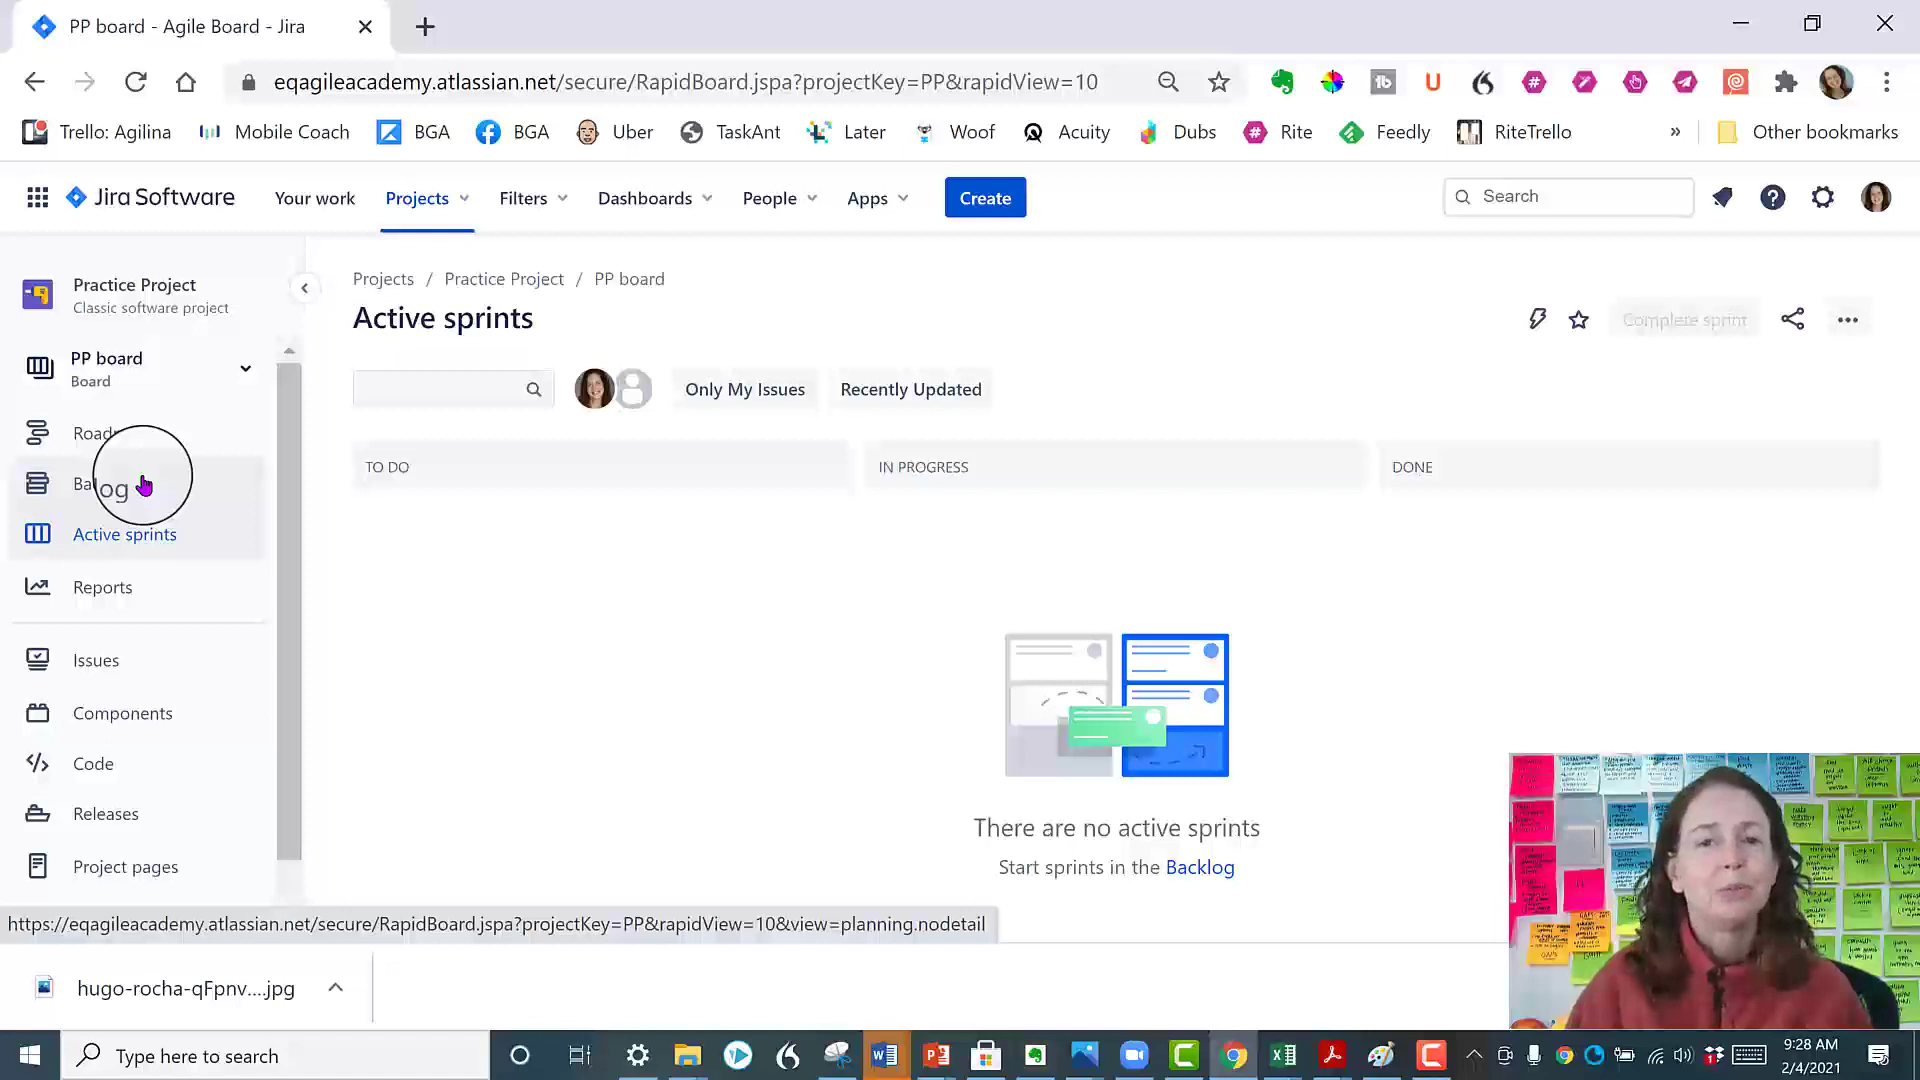 PP board - Agile Board - Jira
eqagileacademy.atlassian.net/secure/RapidBoard.jspa?projectKey=PP&rapidView=10
Trello: Agilina
Mobile Coach
BGA
BGA
Uber
TaskAnt
Later
Woof
Acuity
Dubs
Rite
Feedly
RiteTrello
»
Other bookmarks
Jira Software
Your work
Projects
Filters
Dashboards
People
Apps
Create
Search
Practice Project
Classic software project
PP board
Board
Active sprints
Reports
Issues
Components
Code
Releases
Project pages
Projects / Practice Project / PP board
Active sprints
Complete sprint
Only My Issues
Recently Updated
TO DO
IN PROGRESS
DONE
There are no active sprints
Start sprints in the Backlog
https://eqagileacademy.atlassian.net/secure/RapidBoard.jspa?projectKey=PP&rapidView=10&view=planning.nodetail
hugo-rocha-qFpnv....jpg
Type here to search
9:28 AM
2/4/2021